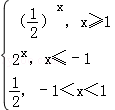 (1/2)^x, x≥1
2^x, x≤-1
1/2, -1<x<1